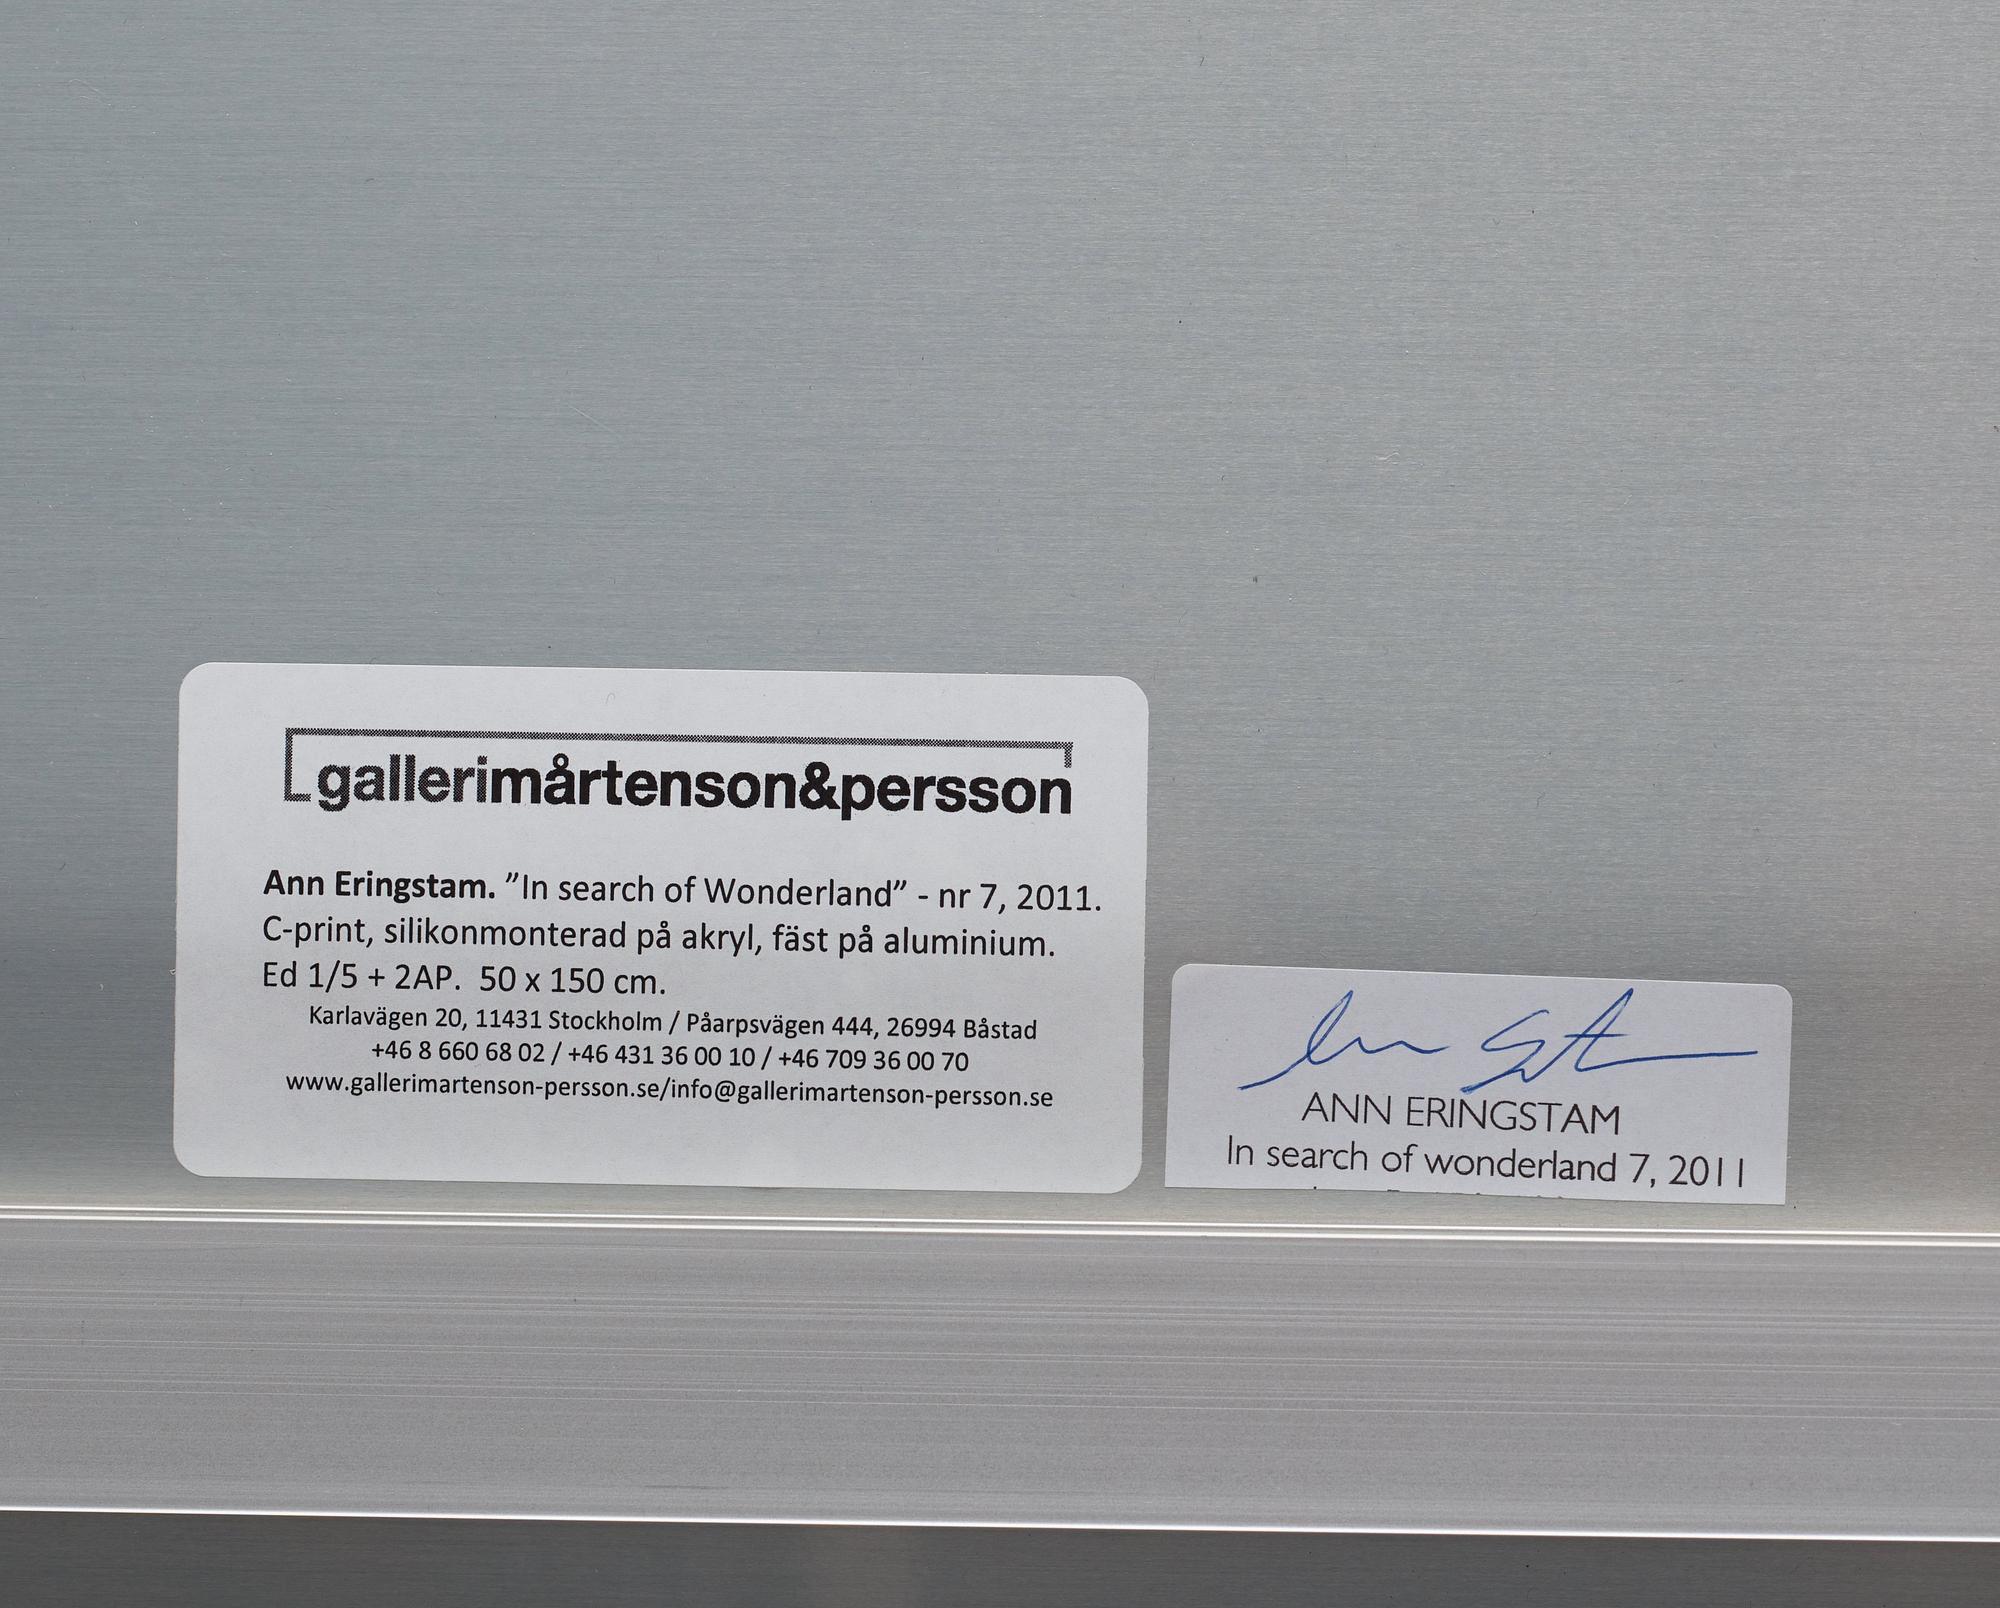 gallerimårtenson&persson
Ann Eringstam. ”In search of Wonderland” - nr 7, 2011.
C-print, silikonmonterad på akryl, fäst på aluminium.
Ed 1/5 + 2AP.  50 x 150 cm.
Karlavägen 20, 11431 Stockholm / Påarpsvägen 444, 26994 Båstad
+46 8 660 68 02 / +46 431 36 00 10 / +46 709 36 00 70
www.gallerimartenson-persson.se/info@gallerimartenson-persson.se
ANN ERINGSTAM
In search of wonderland 7, 2011